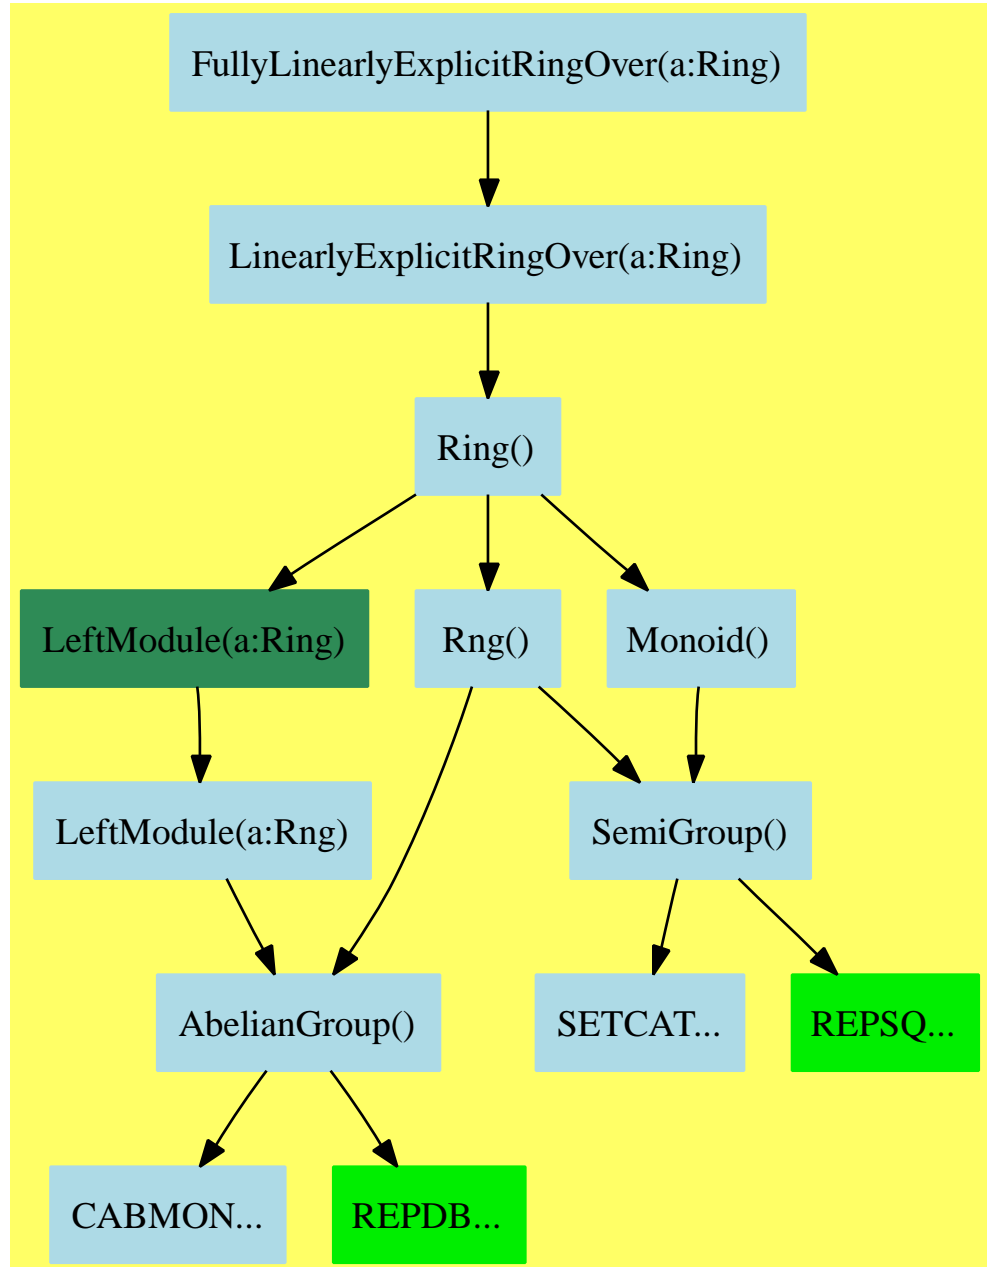 FullyLinearlyExplicitRingOver(a:Ring)
LinearlyExplicitRingOver(a:Ring)
Ring()
LeftModule(a:Ring)
Rng()
Monoid()
LeftModule(a:Rng)
SemiGroup()
AbelianGroup()
SETCAT...
REPSQ...
CABMON...
REPDB...